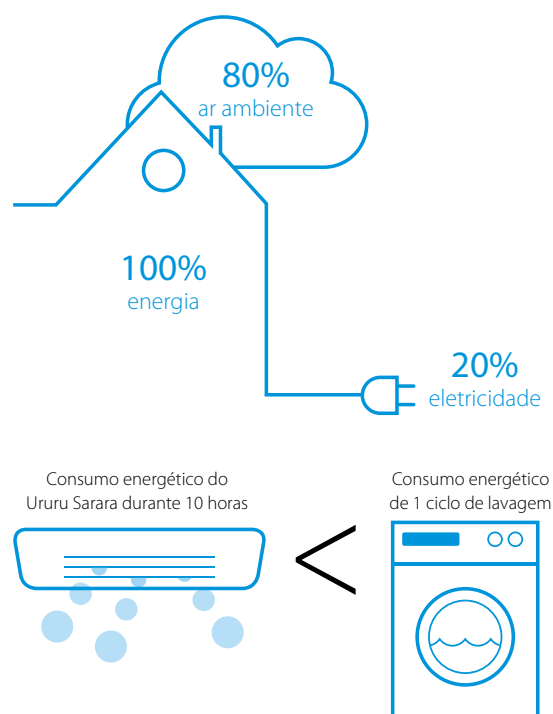 80%
ar ambiente
100%
energia
20%
eletricidade
Consumo energético do
Ururu Sarara durante 10 horas
<
Consumo energético
de 1 ciclo de lavagem